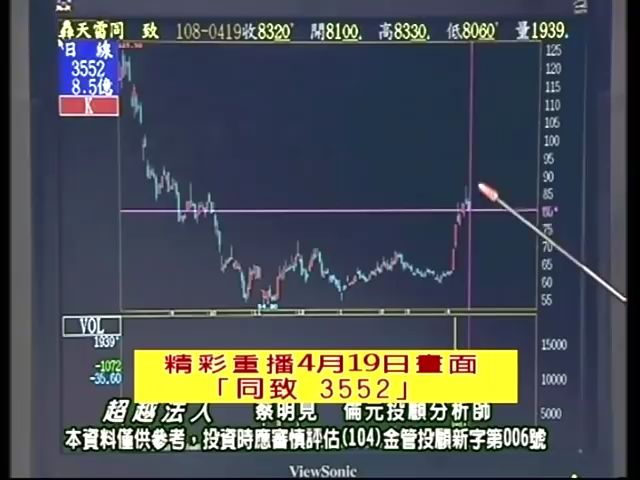 轟天雷同 致 108-0419收8320' 開8100. 高8330. 低8060' 量1939.
日 線
3552
8.5億
K
125
120
115
110
105
100
95
90
85
75
70
65
60
55
VOL
1939'
-1072
-35.60
15000
10000
5000
精彩重播4月19日畫面
「同致 3552」
超越法人 蔡明見 倫元投顧分析師
本資料僅供參考，投資時應審慎評估(104)金管投顧新字第006號
ViewSonic